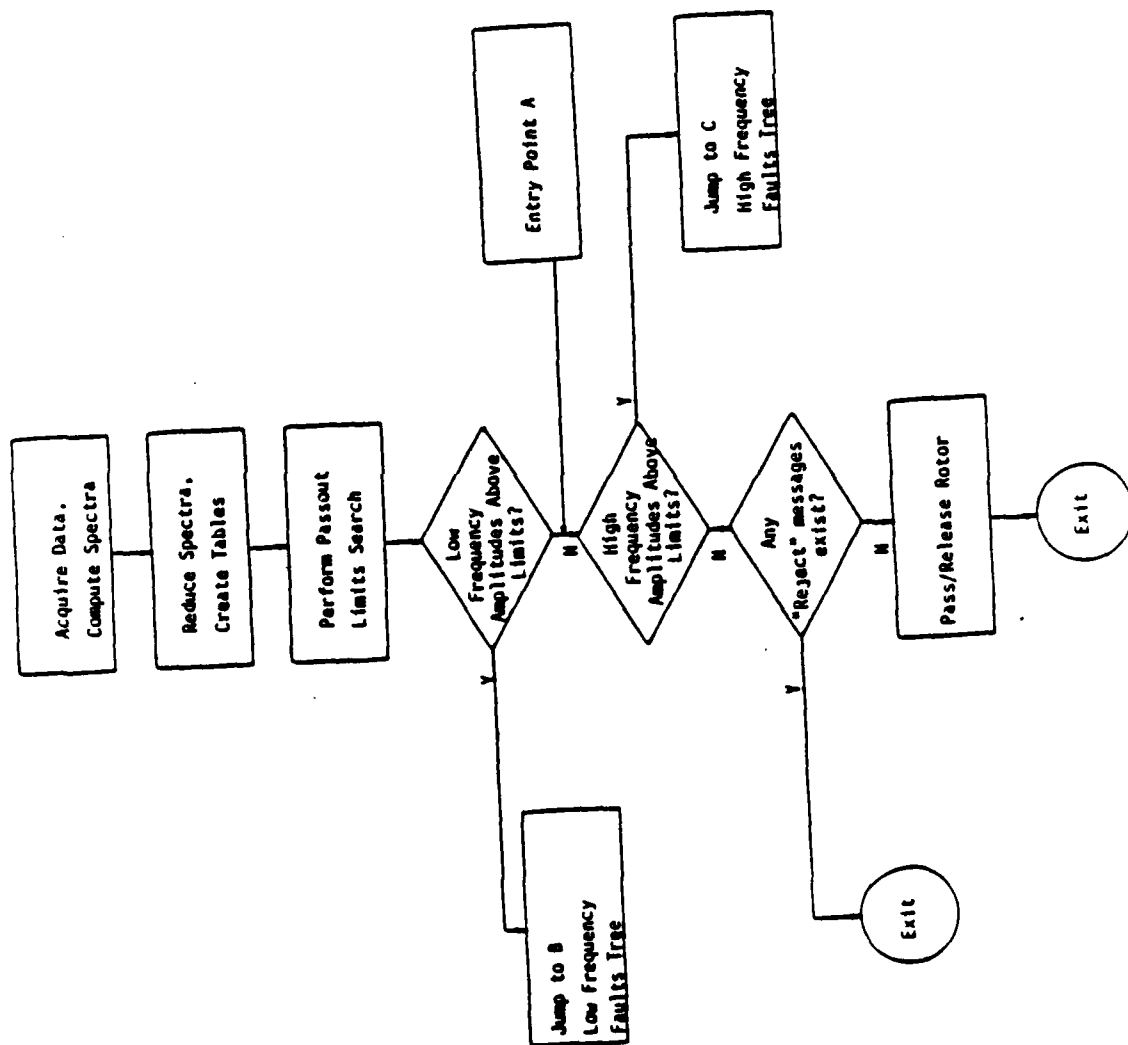 Acquire Data,
Compute Spectra
Reduce Spectra,
Create Tables
Perform Passout
Limits Search
Low
Frequency
Amplitudes Above
Limits?
Y
N
Jump to B
Low Frequency
Faults Tree
Entry Point A
High
Frequency
Amplitudes Above
Limits?
Y
N
Jump to C
High Frequency
Faults Tree
Any
"Reject" messages
exist?
Y
N
Exit
Pass/Release Rotor
Exit